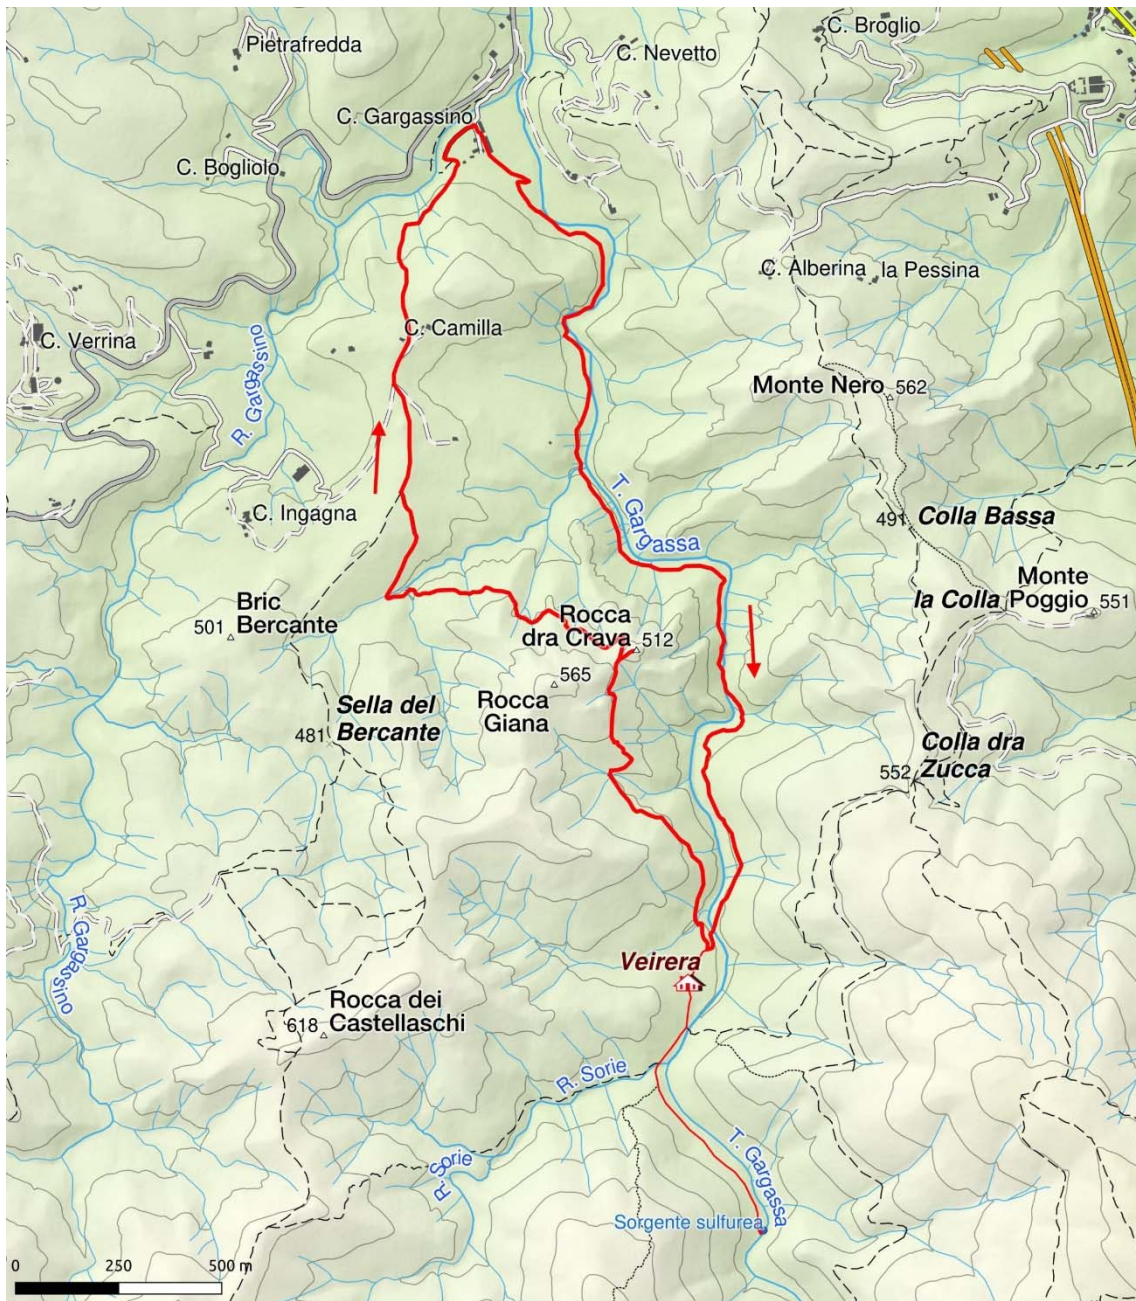 C. Broglio
Pietrafredda
C. Nevetto
C. Gargassino
C. Bogliolo
C. Alberina
la Pessina
C. Camilla
C. Verrina
R. Gargassino
Monte Nero
562
T. Gargassa
C. Ingagna
491
Colla Bassa
Monte
Poggio
551
la Colla
Bric
Bercante
501
Rocca
dra Crava
512
565
Rocca
Giana
Sella del
Bercante
481
Colla dra
Zucca
552
R. Gargassino
Veirera
Rocca dei
Castellaschi
618
R. Sorie
R. Sorie
T. Gargassa
Sorgente sulfurea
0
250
500 m